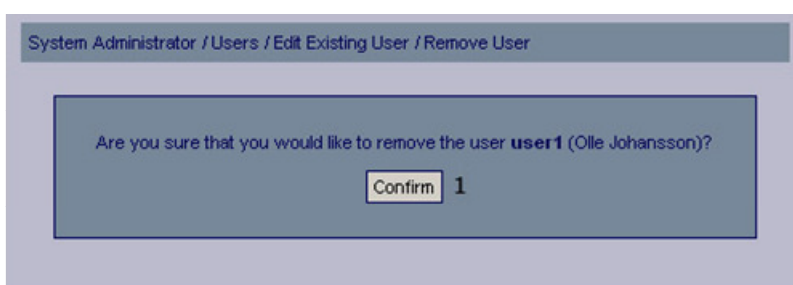 System Administrator / Users / Edit Existing User / Remove User
Are you sure that you would like to remove the user user1 (Olle Johansson)?
Confirm 1